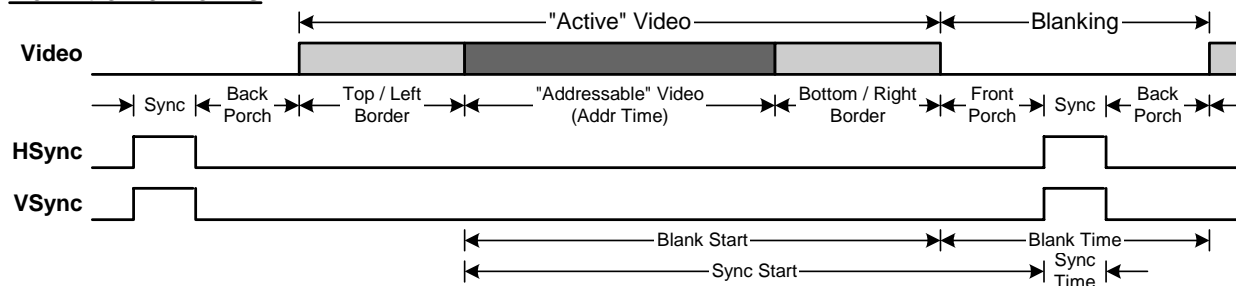 "Active" Video
Blanking
Video
Sync
Back Porch
Top / Left Border
"Addressable" Video (Addr Time)
Bottom / Right Border
Front Porch
Sync
Back Porch
HSync
VSync
Blank Start
Blank Time
Sync Start
Sync Time